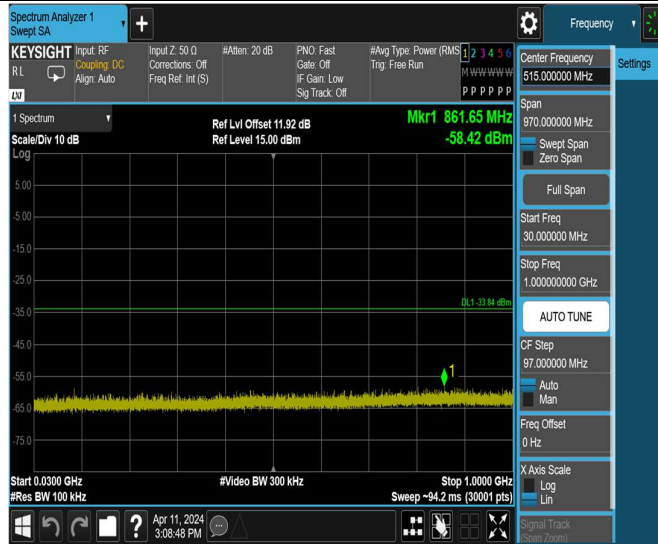 Spectrum Analyzer 1
Swept SA
+
Frequency
KEYSIGHT
R L
LXI
Input: RF
Coupling: DC
Align: Auto
Input Z: 50 Ω
Corrections: Off
Freq Ref: Int (S)
#Atten: 20 dB
PNO: Fast
Gate: Off
IF Gain: Low
Sig Track: Off
#Avg Type: Power (RMS
Trig: Free Run
1 2 3 4 5 6
M W W W W W
P P P P P P
1 Spectrum
Scale/Div 10 dB
Ref Lvl Offset 11.92 dB
Ref Level 15.00 dBm
Mkr1 861.65 MHz
-58.42 dBm
Log
5.00
-5.00
-15.0
-25.0
-35.0
-45.0
-55.0
-65.0
-75.0
DL1 -33.84 dBm
1
Start 0.0300 GHz
#Res BW 100 kHz
#Video BW 300 kHz
Stop 1.0000 GHz
Sweep ~94.2 ms (30001 pts)
Apr 11, 2024
3:08:48 PM
?
Center Frequency
515.000000 MHz
Settings
Span
970.000000 MHz
Swept Span
Zero Span
Full Span
Start Freq
30.000000 MHz
Stop Freq
1.000000000 GHz
AUTO TUNE
CF Step
97.000000 MHz
Auto
Man
Freq Offset
0 Hz
X Axis Scale
Log
Lin
Signal Track
(Span Zoom)